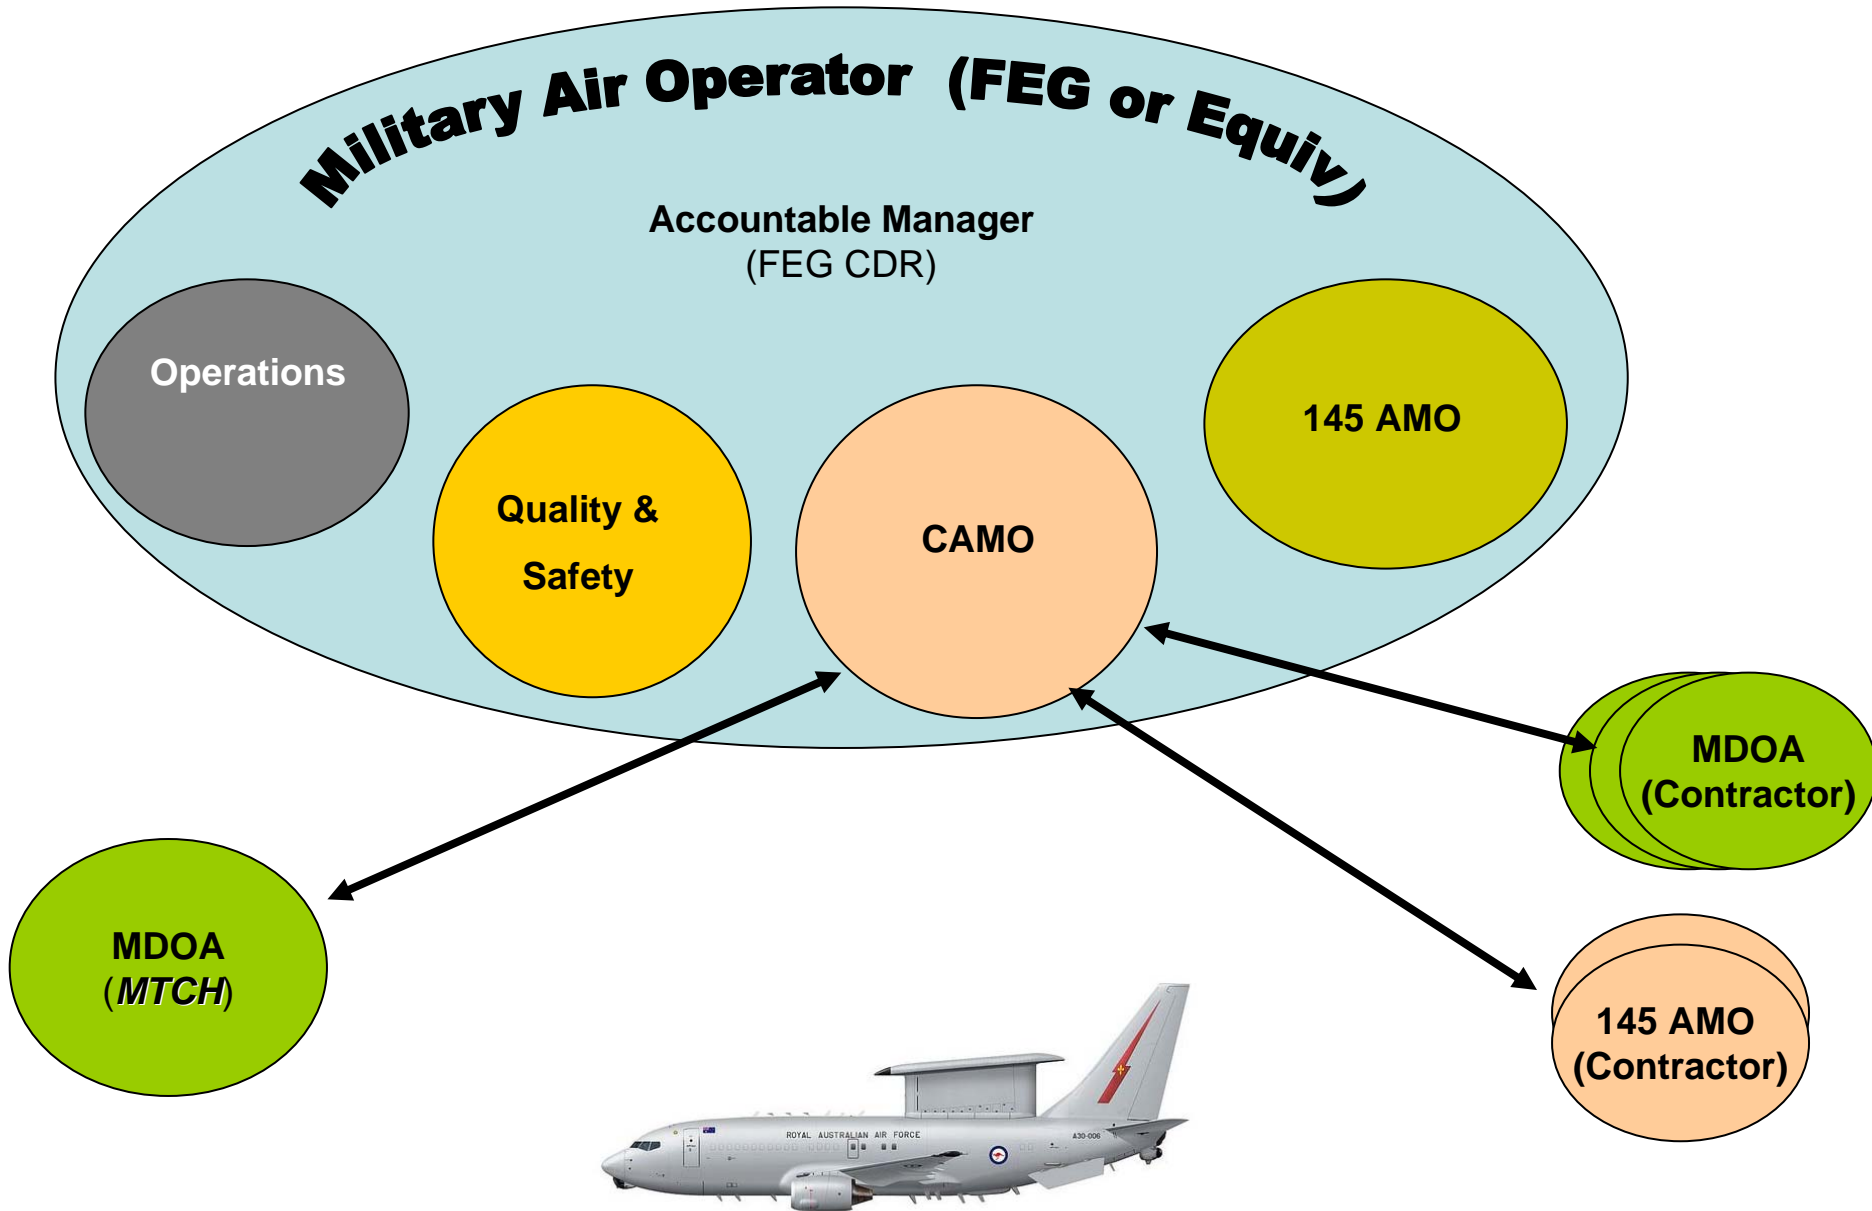 Military Air Operator (FEG or Equiv)
Accountable Manager
(FEG CDR)
Operations
145 AMO
Quality &
Safety
CAMO
MDOA
(Contractor)
MDOA
(MTCH)
145 AMO
(Contractor)
ROYAL AUSTRALIAN AIR FORCE
A30-006